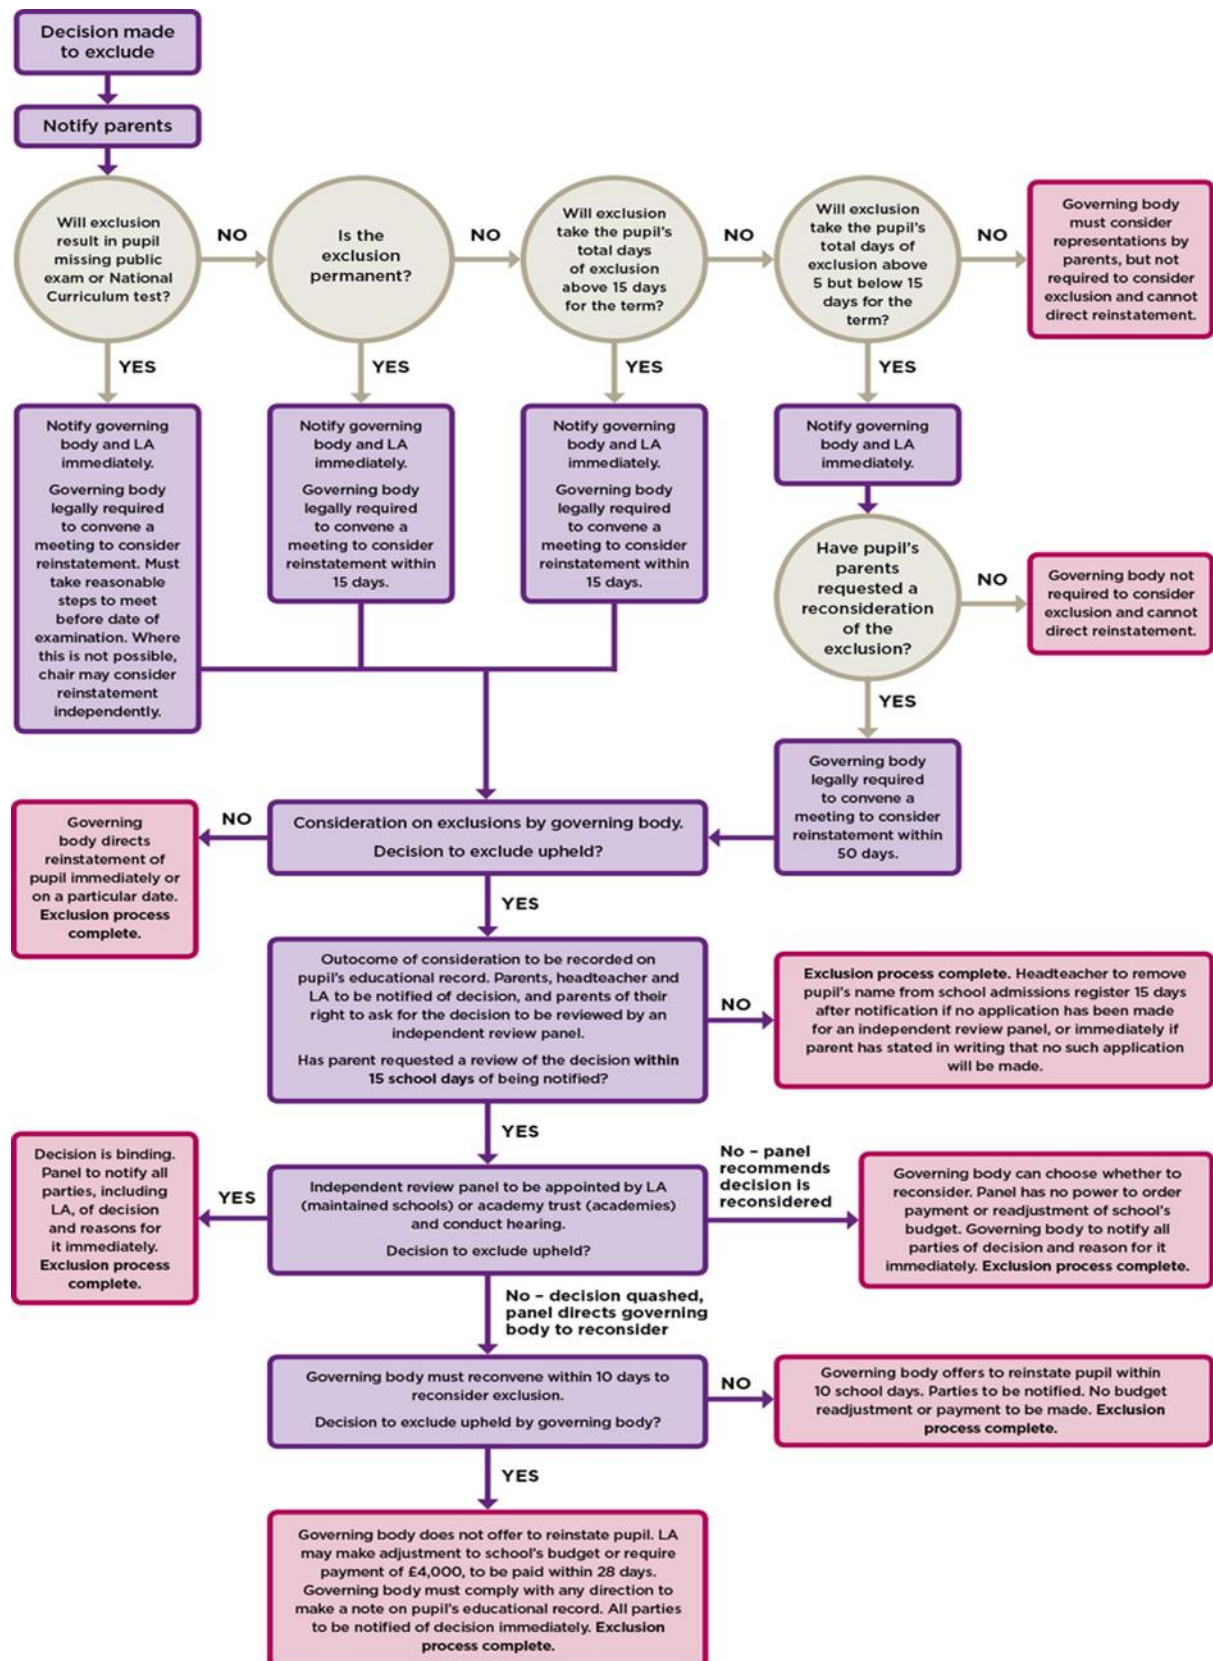 Decision made
to exclude
Notify parents
Will exclusion
result in pupil
missing public
exam or National
Curriculum test?
NO
Is the
exclusion
permanent?
NO
Will exclusion
take the pupil's
total days
of exclusion
above 15 days
for the term?
NO
Will exclusion
take the pupil's
total days of
exclusion above
5 but below 15
days for the
term?
NO
Governing body
must consider
representations by
parents, but not
required to consider
exclusion and cannot
direct reinstatement.
YES
YES
YES
YES
Notify governing
body and LA
immediately.
Governing body
legally required
to convene a
meeting to consider
reinstatement. Must
take reasonable
steps to meet
before date of
examination. Where
this is not possible,
chair may consider
reinstatement
independently.
Notify governing
body and LA
immediately.
Governing body
legally required
to convene a
meeting to consider
reinstatement within
15 days.
Notify governing
body and LA
immediately.
Governing body
legally required
to convene a
meeting to consider
reinstatement within
15 days.
Notify governing
body and LA
immediately.
Have pupil's
parents
requested a
reconsideration
of the
exclusion?
NO
Governing body not
required to consider
exclusion and cannot
direct reinstatement.
YES
Governing body
legally required
to convene a
meeting to consider
reinstatement within
50 days.
Consideration on exclusions by governing body.
Decision to exclude upheld?
NO
Governing
body directs
reinstatement of
pupil immediately or
on a particular date.
Exclusion process
complete.
YES
Outocome of consideration to be recorded on
pupil's educational record. Parents, headteacher and
LA to be notified of decision, and parents of their
right to ask for the decision to be reviewed by an
independent review panel.
Has parent requested a review of the decision within
15 school days of being notified?
NO
Exclusion process complete. Headteacher to remove
pupil's name from school admissions register 15 days
after notification if no application has been made
for an independent review panel, or immediately if
parent has stated in writing that no such application
will be made.
YES
Independent review panel to be appointed by LA
(maintained schools) or academy trust (academies)
and conduct hearing.
Decision to exclude upheld?
YES
Decision is binding.
Panel to notify all
parties, including
LA, of decision
and reasons for
it immediately.
Exclusion process
complete.
No – panel
recommends
decision is
reconsidered
Governing body can choose whether to
reconsider. Panel has no power to order
payment or readjustment of school's
budget. Governing body to notify all
parties of decision and reason for it
immediately. Exclusion process complete.
No – decision quashed,
panel directs governing
body to reconsider
Governing body must reconvene within 10 days to
reconsider exclusion.
Decision to exclude upheld by governing body?
NO
Governing body offers to reinstate pupil within
10 school days. Parties to be notified. No budget
readjustment or payment to be made. Exclusion
process complete.
YES
Governing body does not offer to reinstate pupil. LA
may make adjustment to school's budget or require
payment of £4,000, to be paid within 28 days.
Governing body must comply with any direction to
make a note on pupil's educational record. All parties
to be notified of decision immediately. Exclusion
process complete.